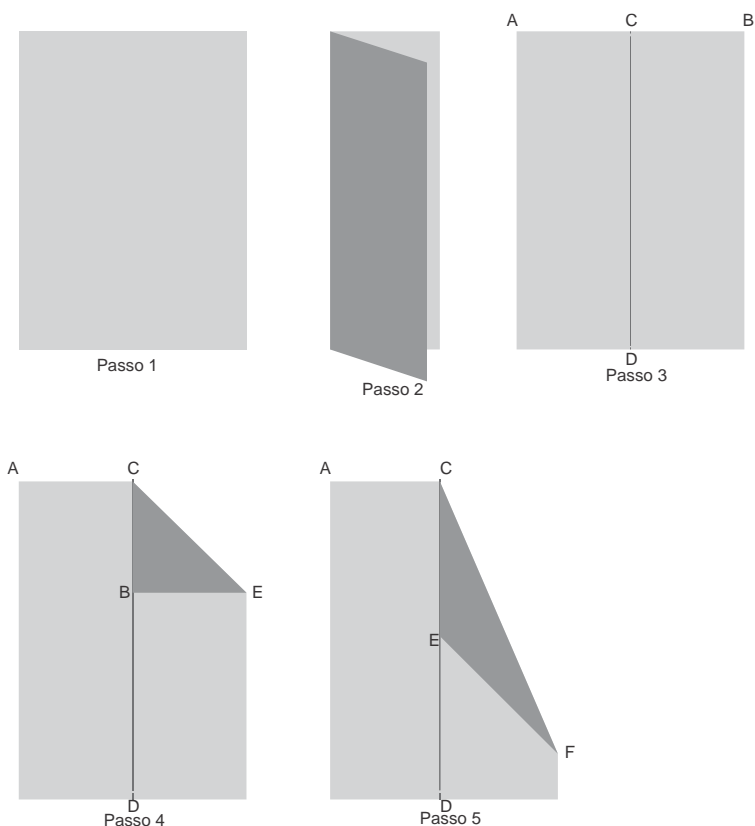 A C B
Passo 1
Passo 2
D
Passo 3
A C
B E
D
Passo 4
A C
E
F
D
Passo 5